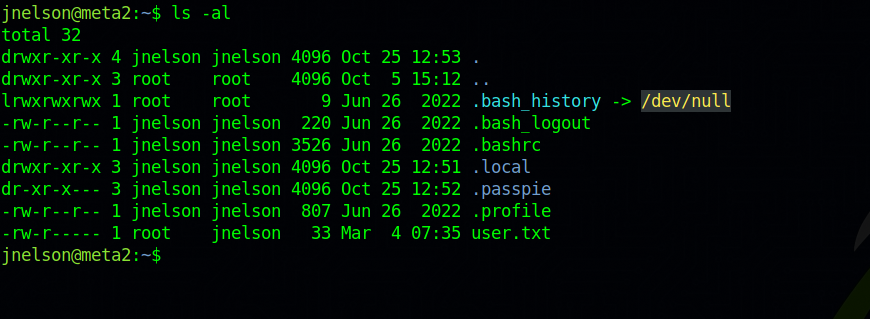 jnelson@meta2:~$ ls -al
total 32
drwxr-xr-x 4 jnelson jnelson 4096 Oct 25 12:53 .
drwxr-xr-x 3 root    root    4096 Oct  5 15:12 ..
lrwxrwxrwx 1 root    root       9 Jun 26  2022 .bash_history -> /dev/null
-rw-r--r-- 1 jnelson jnelson  220 Jun 26  2022 .bash_logout
-rw-r--r-- 1 jnelson jnelson 3526 Jun 26  2022 .bashrc
drwxr-xr-x 3 jnelson jnelson 4096 Oct 25 12:51 .local
dr-xr-x--- 3 jnelson jnelson 4096 Oct 25 12:52 .passpie
-rw-r--r-- 1 jnelson jnelson  807 Jun 26  2022 .profile
-rw-r----- 1 root    jnelson   33 Mar  4 07:35 user.txt
jnelson@meta2:~$